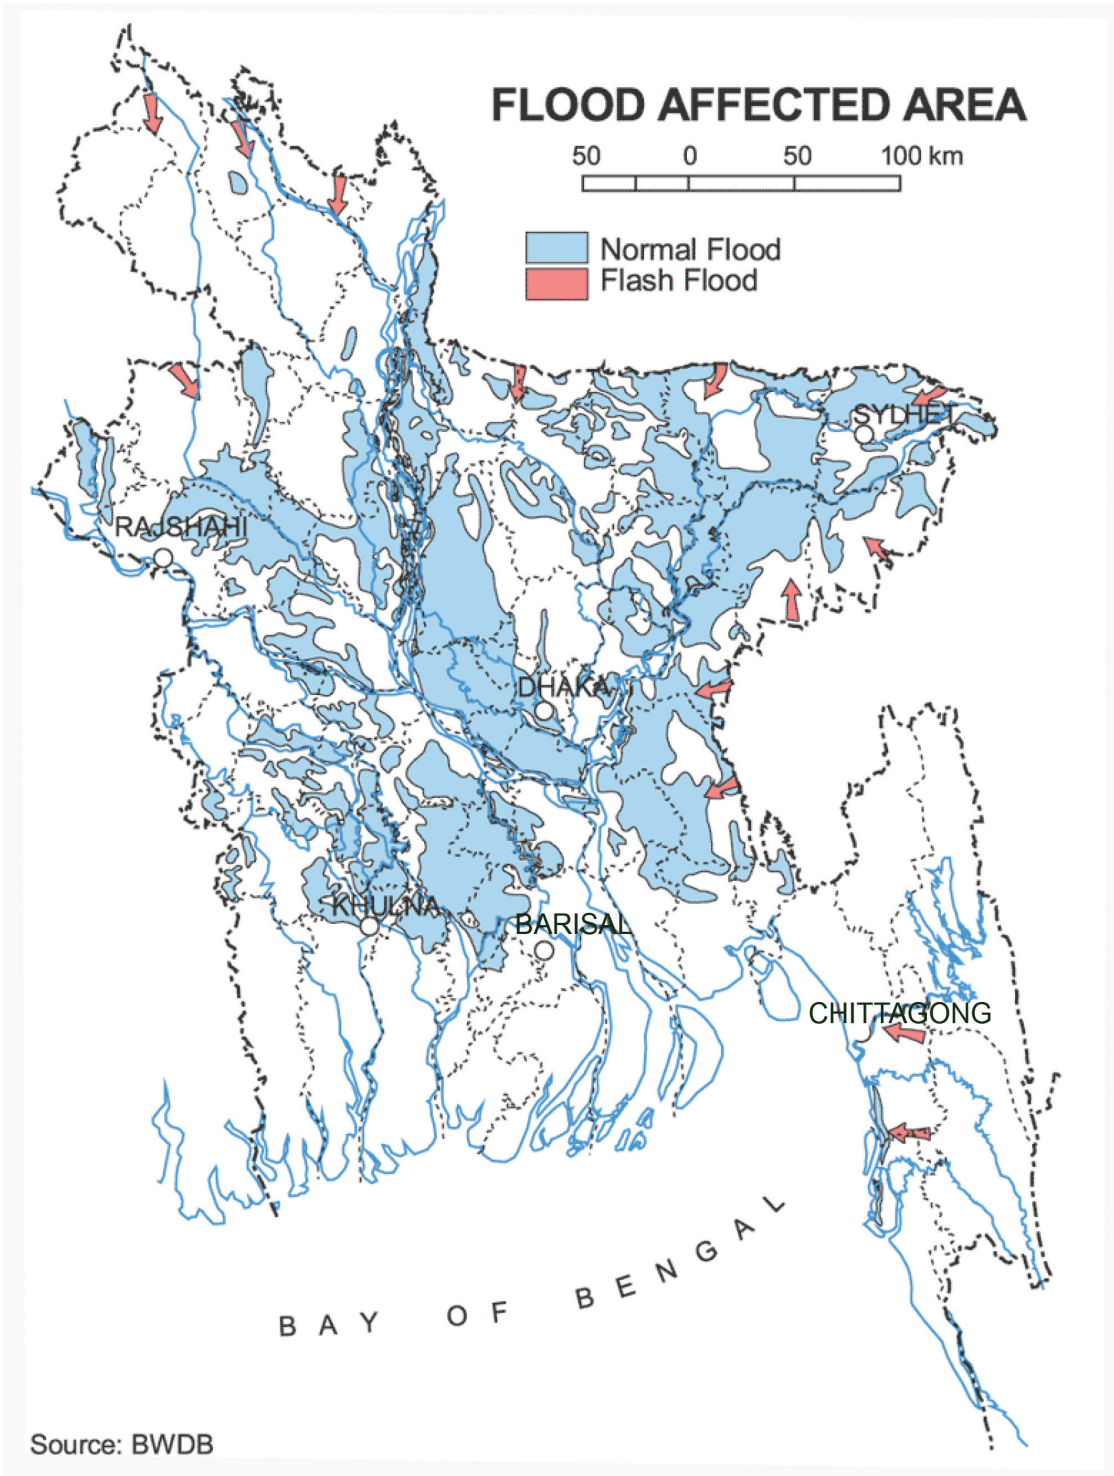 FLOOD AFFECTED AREA
50 0 50 100 km
Normal Flood
Flash Flood
SYLHET
RAJSHAHI
DHAKA
KHULNA
BARISAL
CHITTAGONG
BAY OF BENGAL
Source: BWDB